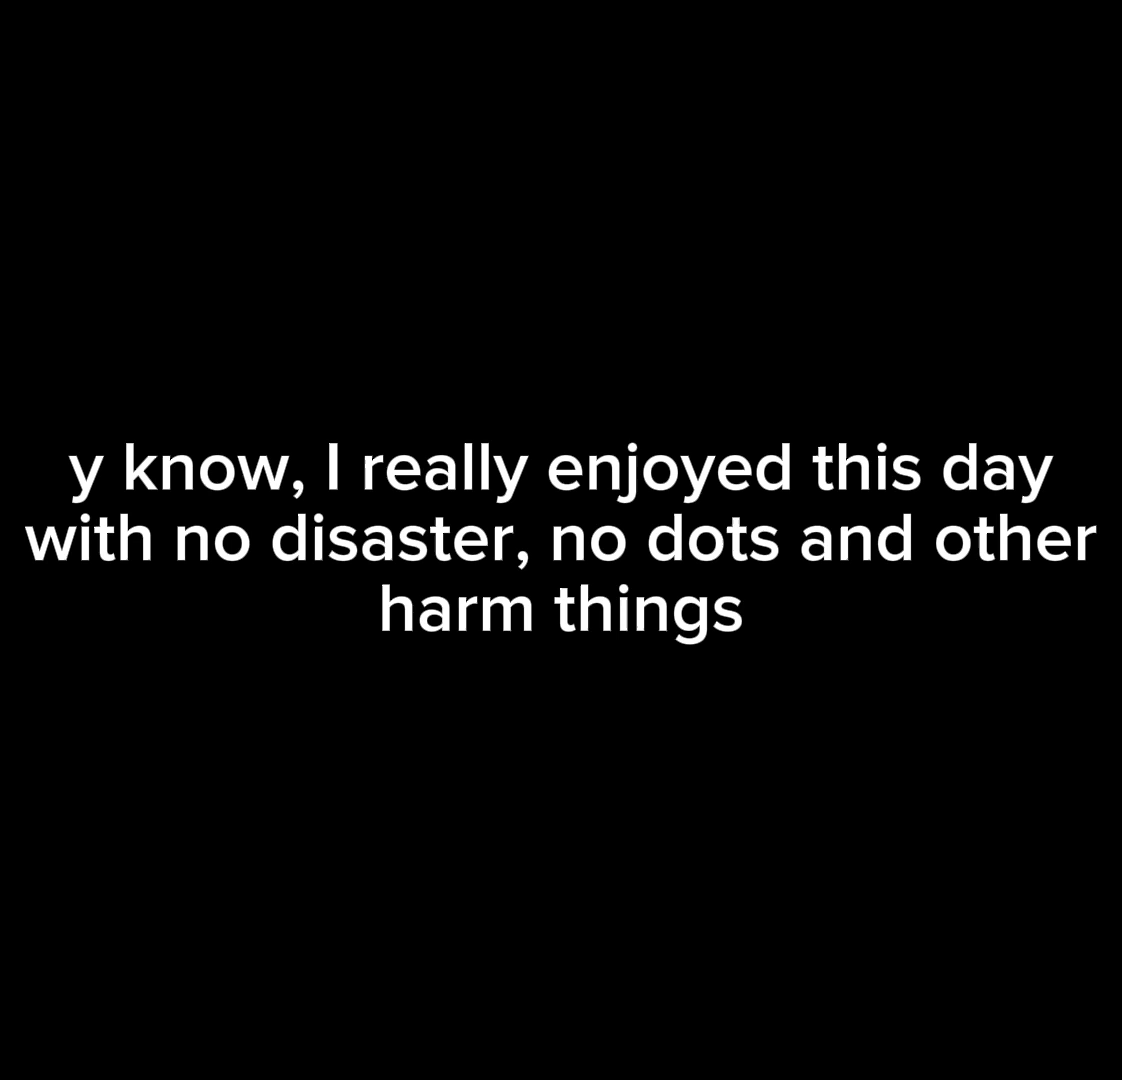 y know, I really enjoyed this day
with no disaster, no dots and other
harm things